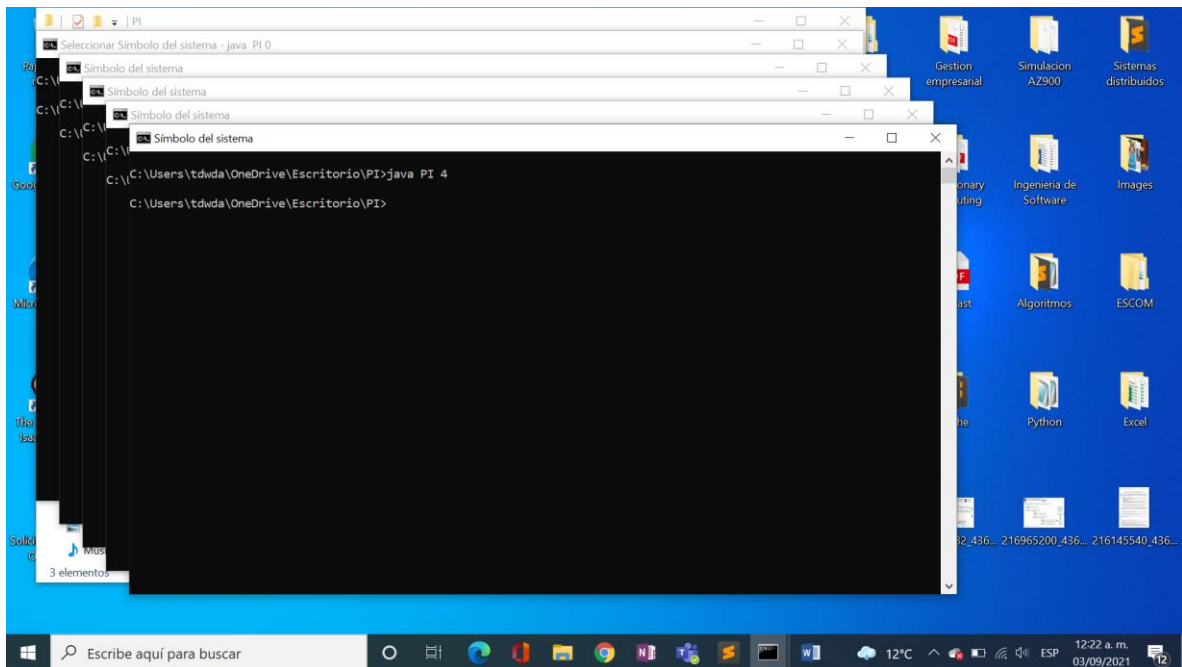 PI
Seleccionar Símbolo del sistema - java PI 0
Símbolo del sistema
Símbolo del sistema
Símbolo del sistema
Símbolo del sistema
C:\
C:\
C:\
C:\
C:\
C:\
C:\
C:\
C:\Users\tdwda\OneDrive\Escritorio\PI>java PI 4
C:\Users\tdwda\OneDrive\Escritorio\PI>
3 elementos
Gestion empresarial
Simulacion AZ900
Sistemas distribuidos
Ingenieria de Software
Images
Algoritmos
ESCOM
Python
Excel
216965200_436...
216145540_436...
Escribe aquí para buscar
12°C
ESP
12:22 a. m.
03/09/2021
12